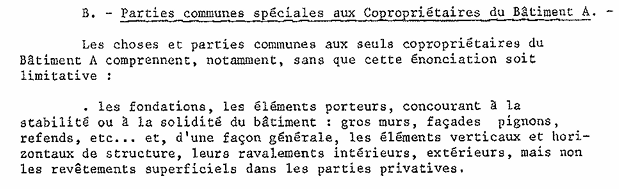 B. - Parties communes spéciales aux Copropriétaires du Bâtiment A. -
Les choses et parties communes aux seuls copropriétaires du
Bâtiment A comprennent, notamment, sans que cette énonciation soit
limitative :
. les fondations, les éléments porteurs, concourant à la
stabilité ou à la solidité du bâtiment : gros murs, façades pignons,
refends, etc... et, d'une façon générale, les éléments verticaux et hori-
zontaux de structure, leurs ravalements intérieurs, extérieurs, mais non
les revêtements superficiels dans les parties privatives.